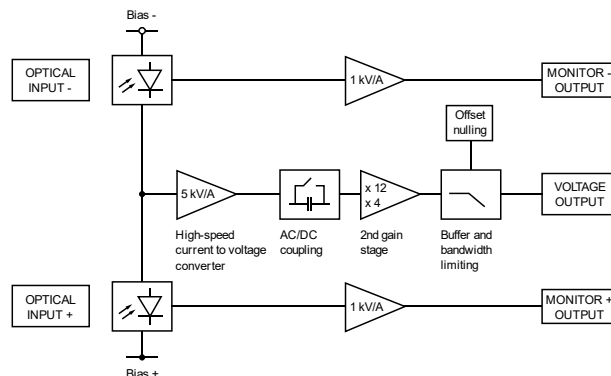 Bias -
OPTICAL
INPUT -
1 kV/A
MONITOR -
OUTPUT
Offset
nulling
5 kV/A
x 12
x 4
VOLTAGE
OUTPUT
High-speed
current to voltage
converter
AC/DC
coupling
2nd gain
stage
Buffer and
bandwidth
limiting
OPTICAL
INPUT +
1 kV/A
MONITOR +
OUTPUT
Bias +